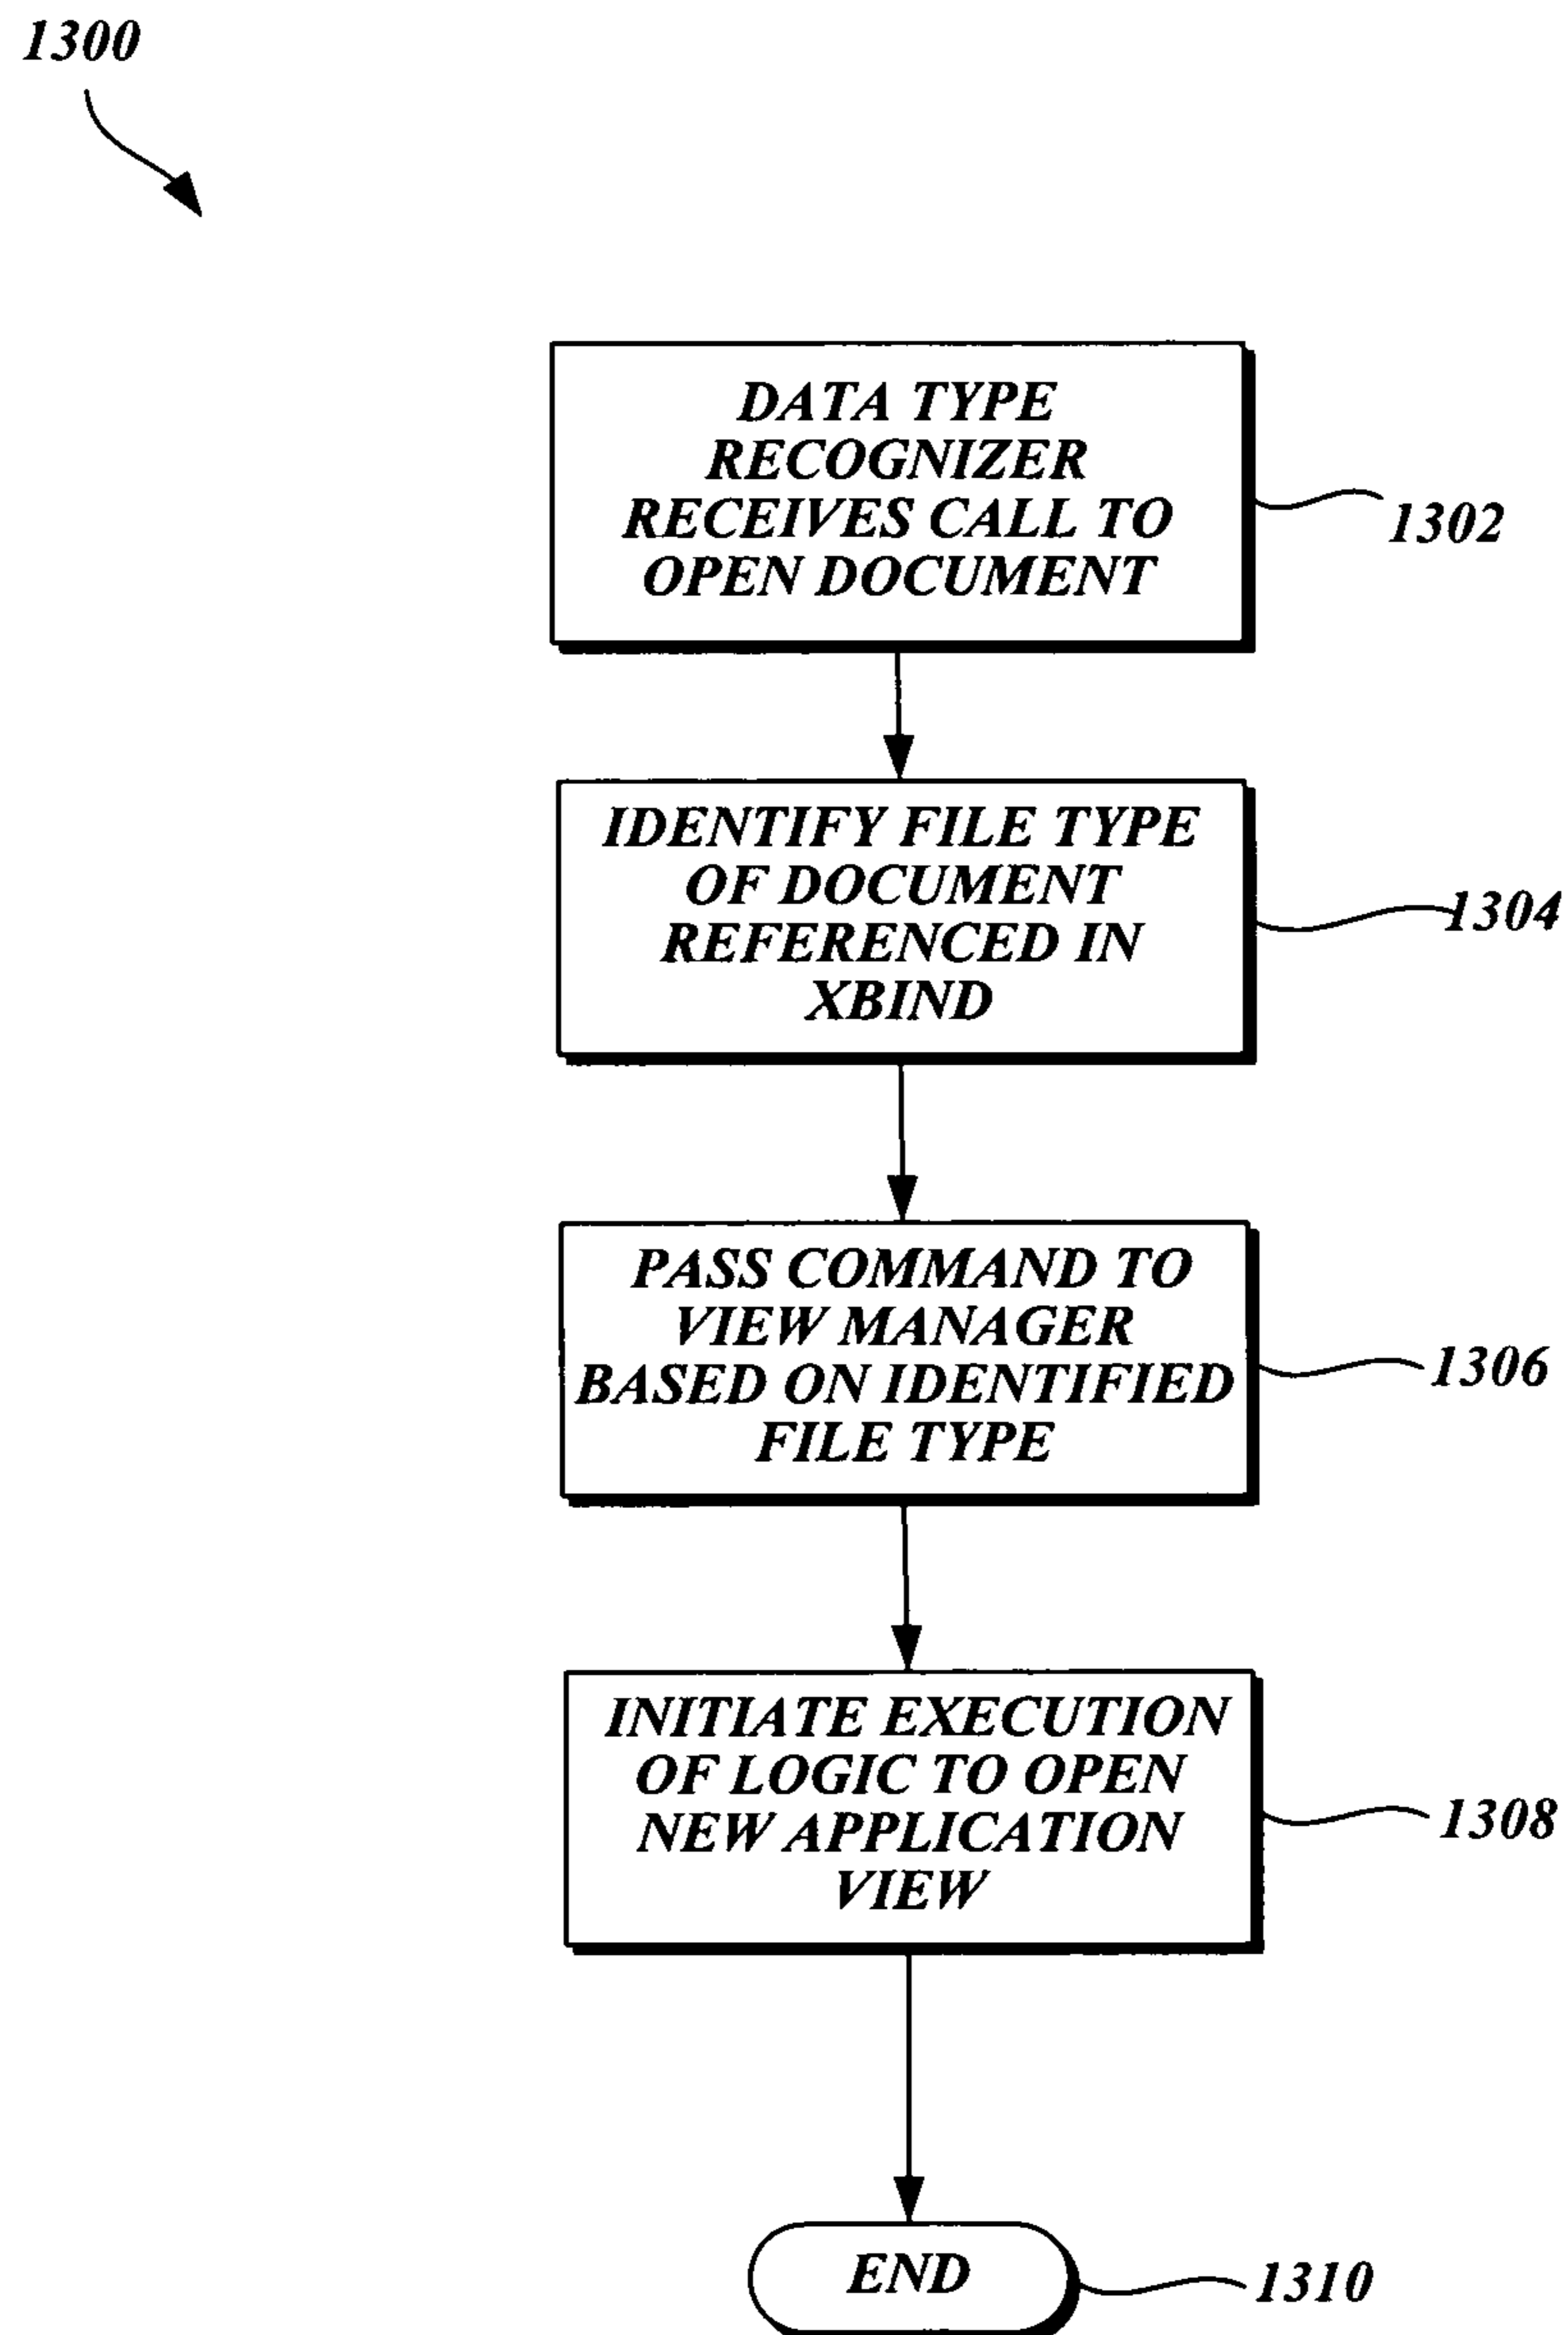 1300
DATA TYPE
RECOGNIZER
RECEIVES CALL TO
OPEN DOCUMENT
1302
IDENTIFY FILE TYPE
OF DOCUMENT
REFERENCED IN
XBIND
1304
PASS COMMAND TO
VIEW MANAGER
BASED ON IDENTIFIED
FILE TYPE
1306
INITIATE EXECUTION
OF LOGIC TO OPEN
NEW APPLICATION
VIEW
1308
END
1310